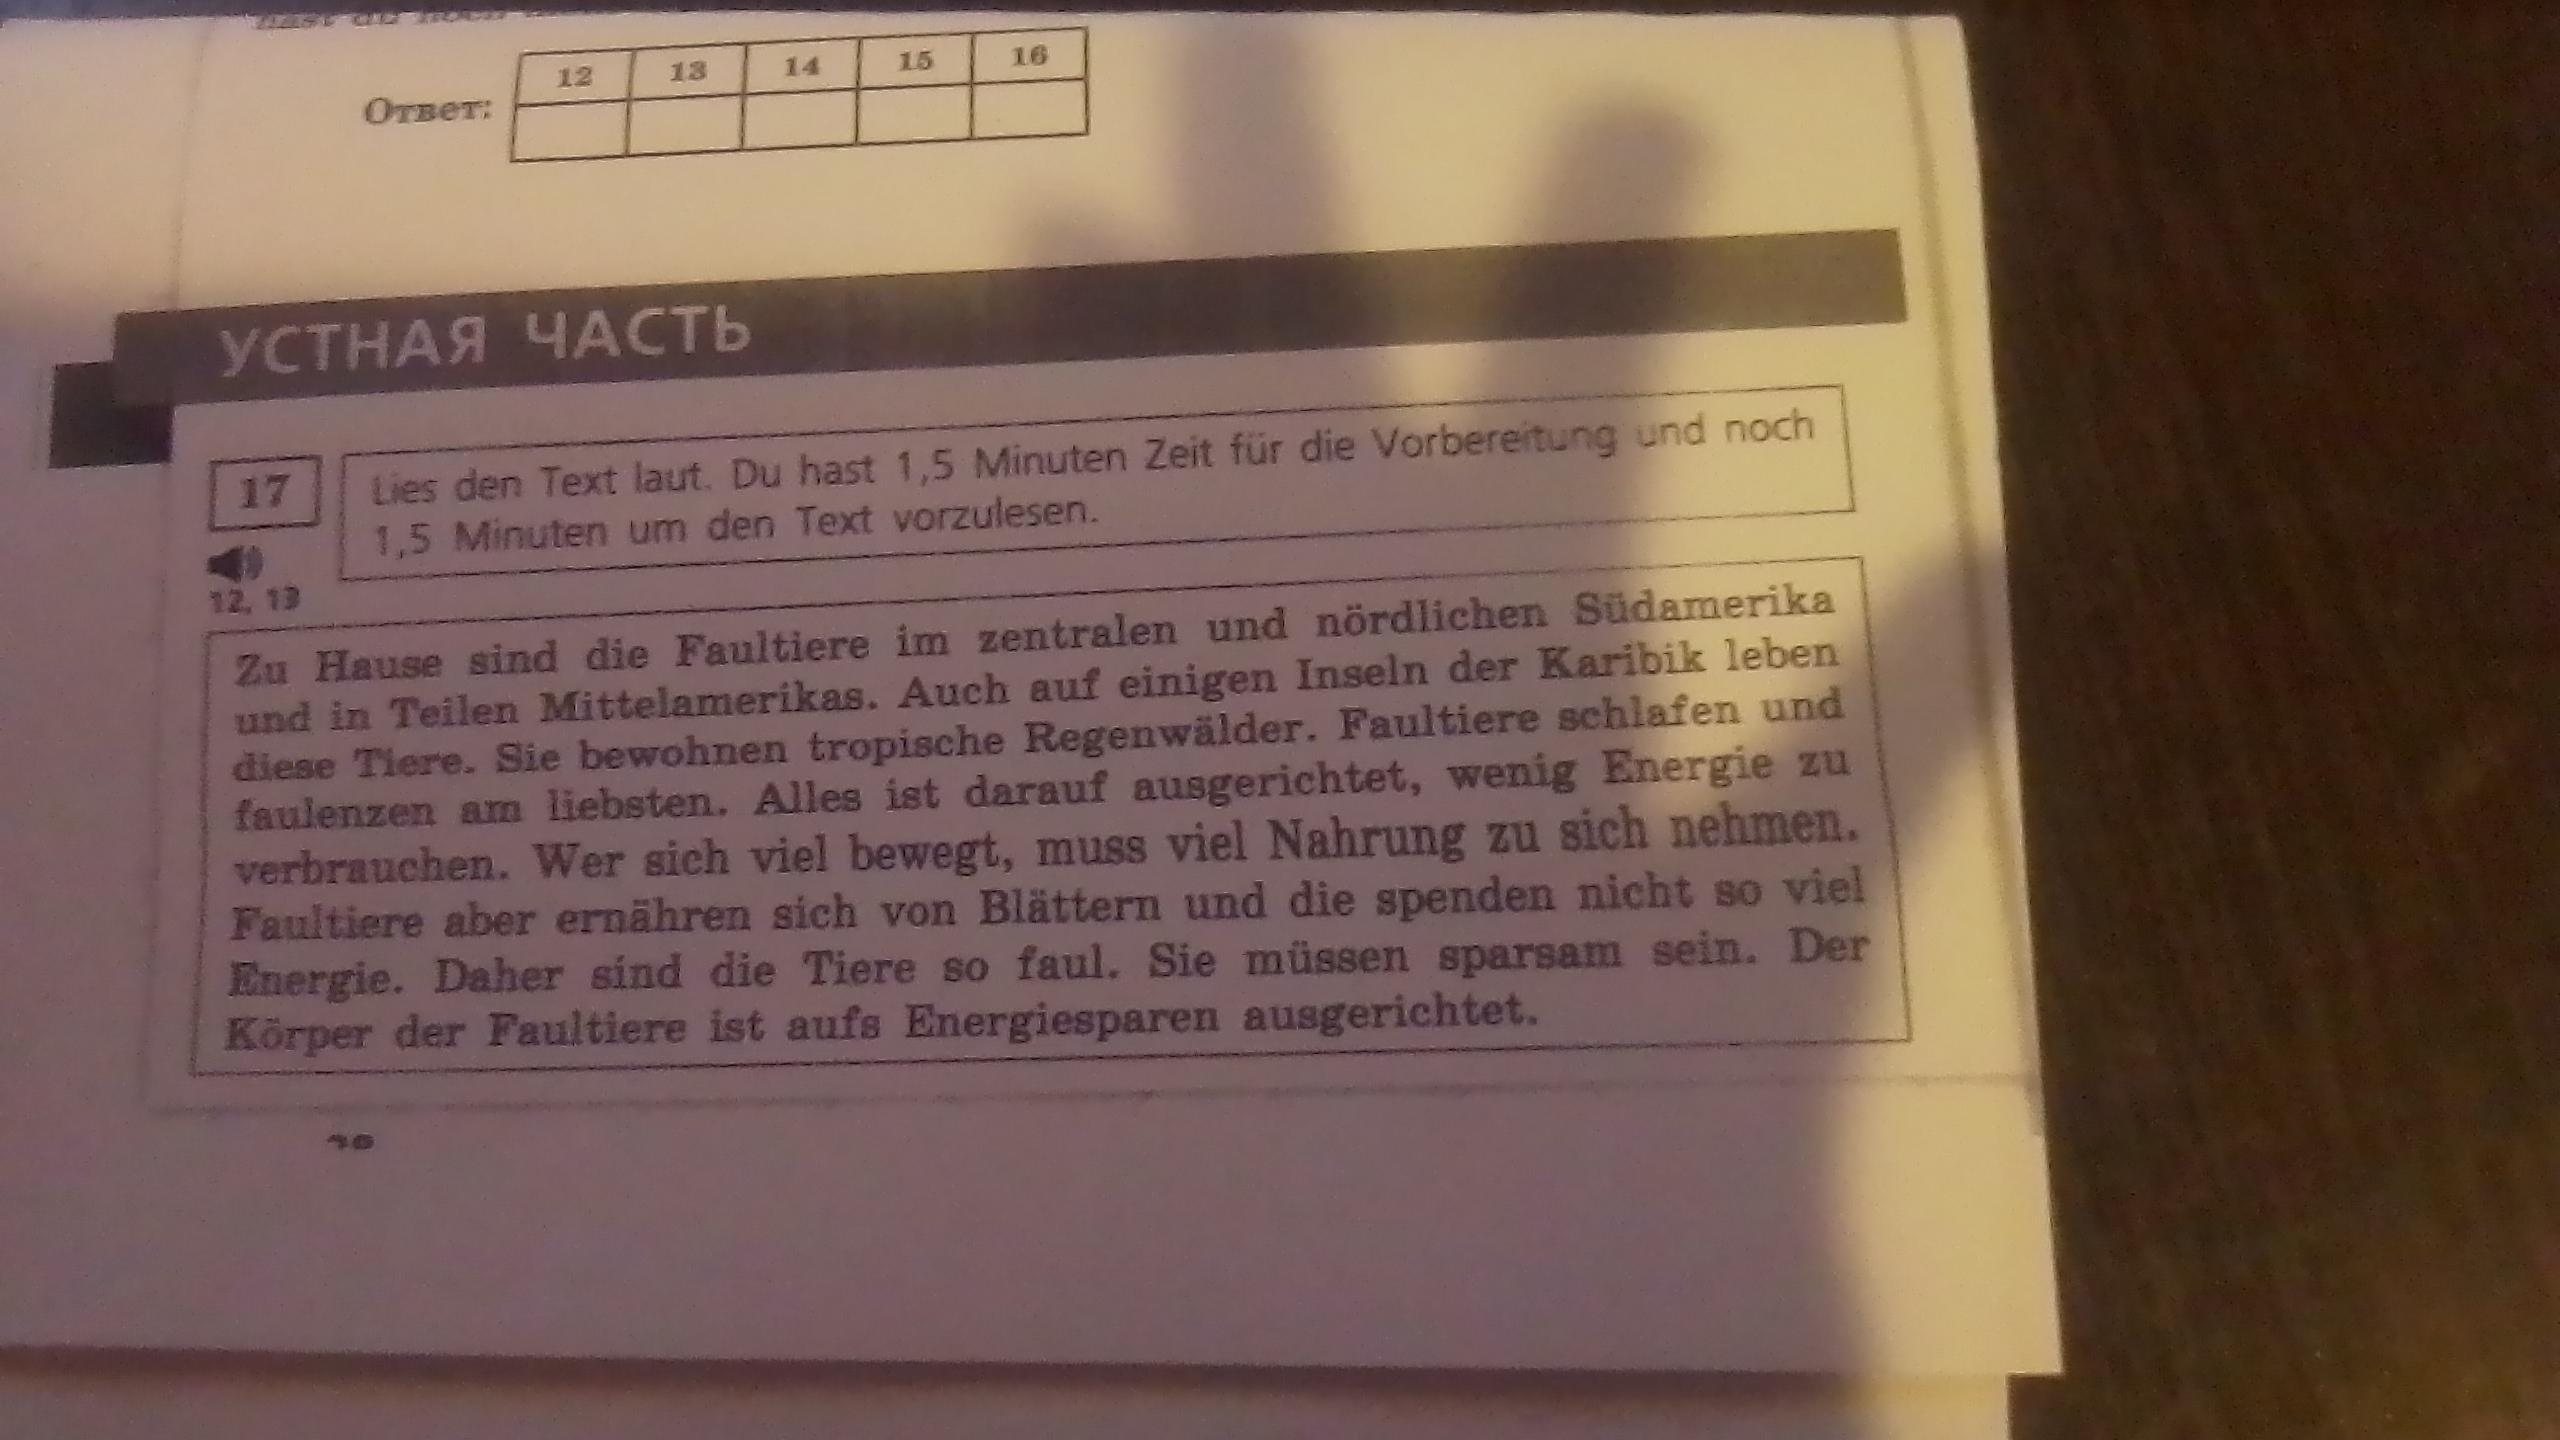 12 13 14 15 16
Ответ:
УСТНАЯ ЧАСТЬ
17
Lies den Text laut. Du hast 1,5 Minuten Zeit für die Vorbereitung und noch
1,5 Minuten um den Text vorzulesen.
12, 13
Zu Hause sind die Faultiere im zentralen und nördlichen Südamerika
und in Teilen Mittelamerikas. Auch auf einigen Inseln der Karibik leben
diese Tiere. Sie bewohnen tropische Regenwälder. Faultiere schlafen und
faulenzen am liebsten. Alles ist darauf ausgerichtet, wenig Energie zu
verbrauchen. Wer sich viel bewegt, muss viel Nahrung zu sich nehmen.
Faultiere aber ernähren sich von Blättern und die spenden nicht so viel
Energie. Daher sind die Tiere so faul. Sie müssen sparsam sein. Der
Körper der Faultiere ist aufs Energiesparen ausgerichtet.